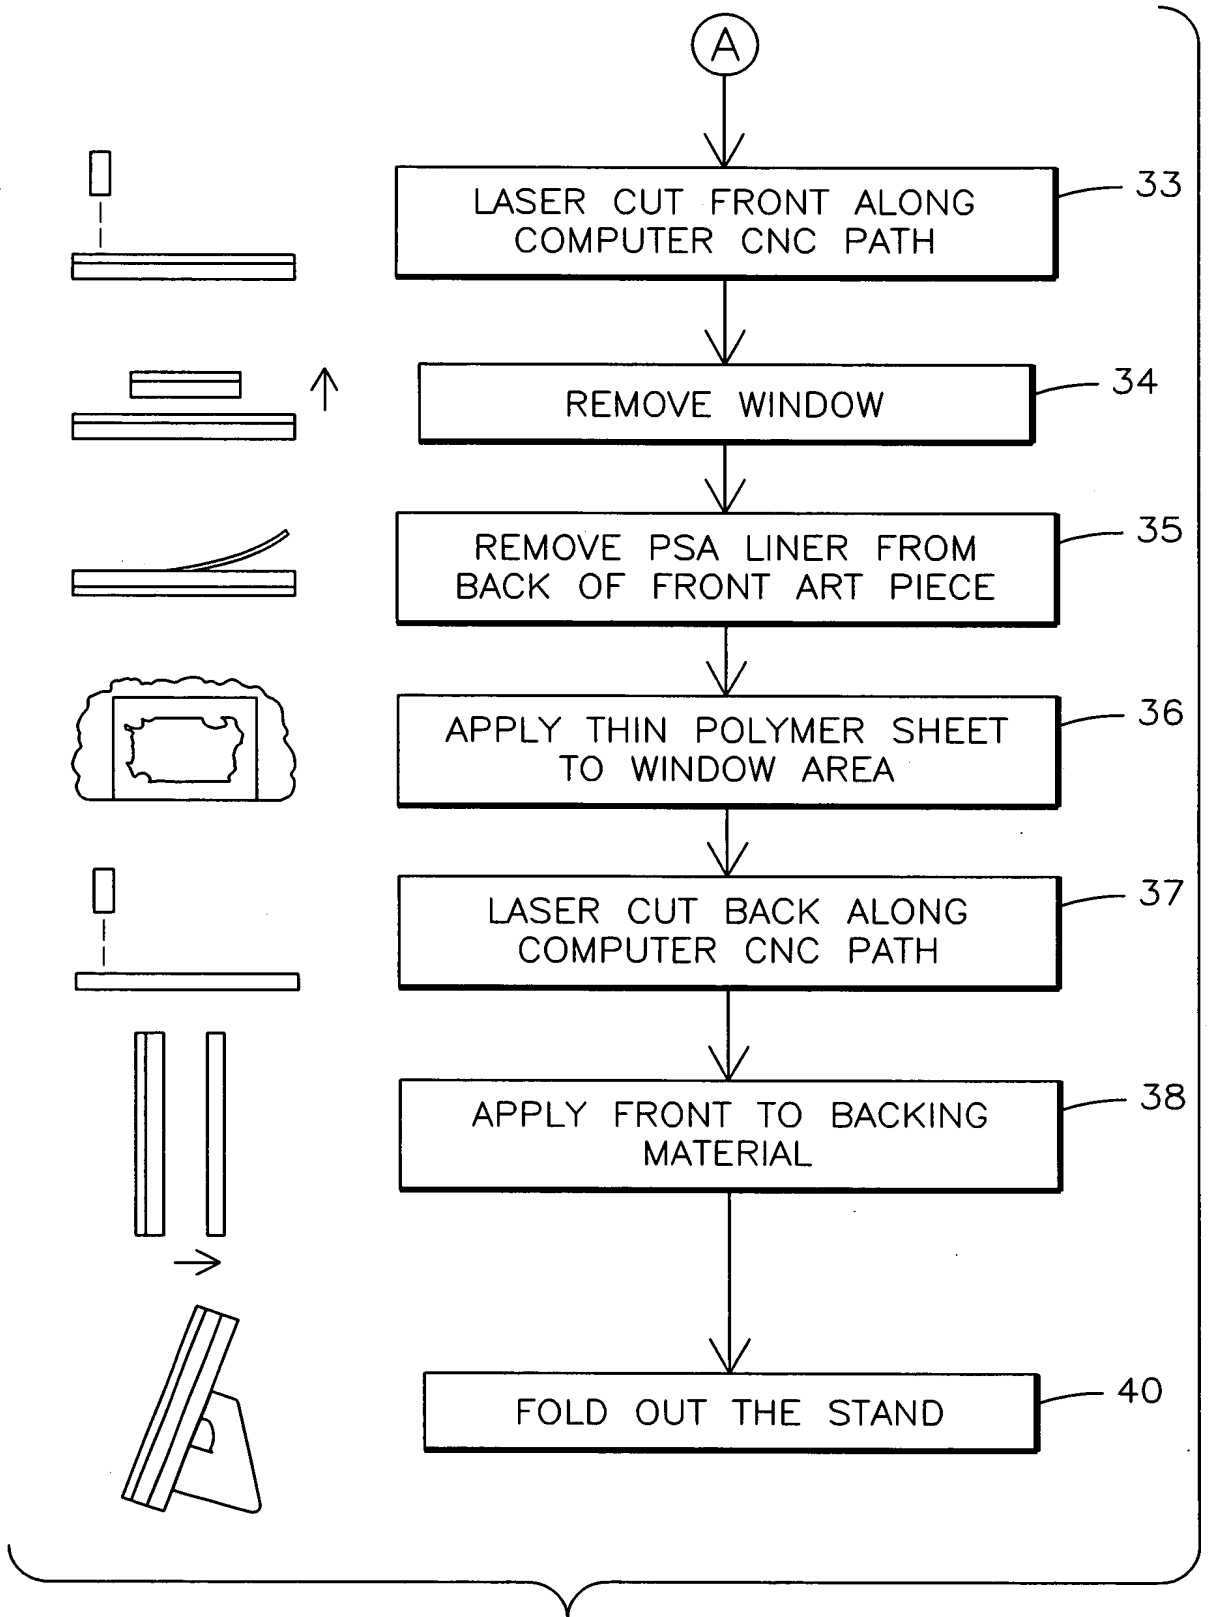 A
LASER CUT FRONT ALONG
COMPUTER CNC PATH
33
REMOVE WINDOW
34
REMOVE PSA LINER FROM
BACK OF FRONT ART PIECE
35
APPLY THIN POLYMER SHEET
TO WINDOW AREA
36
LASER CUT BACK ALONG
COMPUTER CNC PATH
37
APPLY FRONT TO BACKING
MATERIAL
38
FOLD OUT THE STAND
40